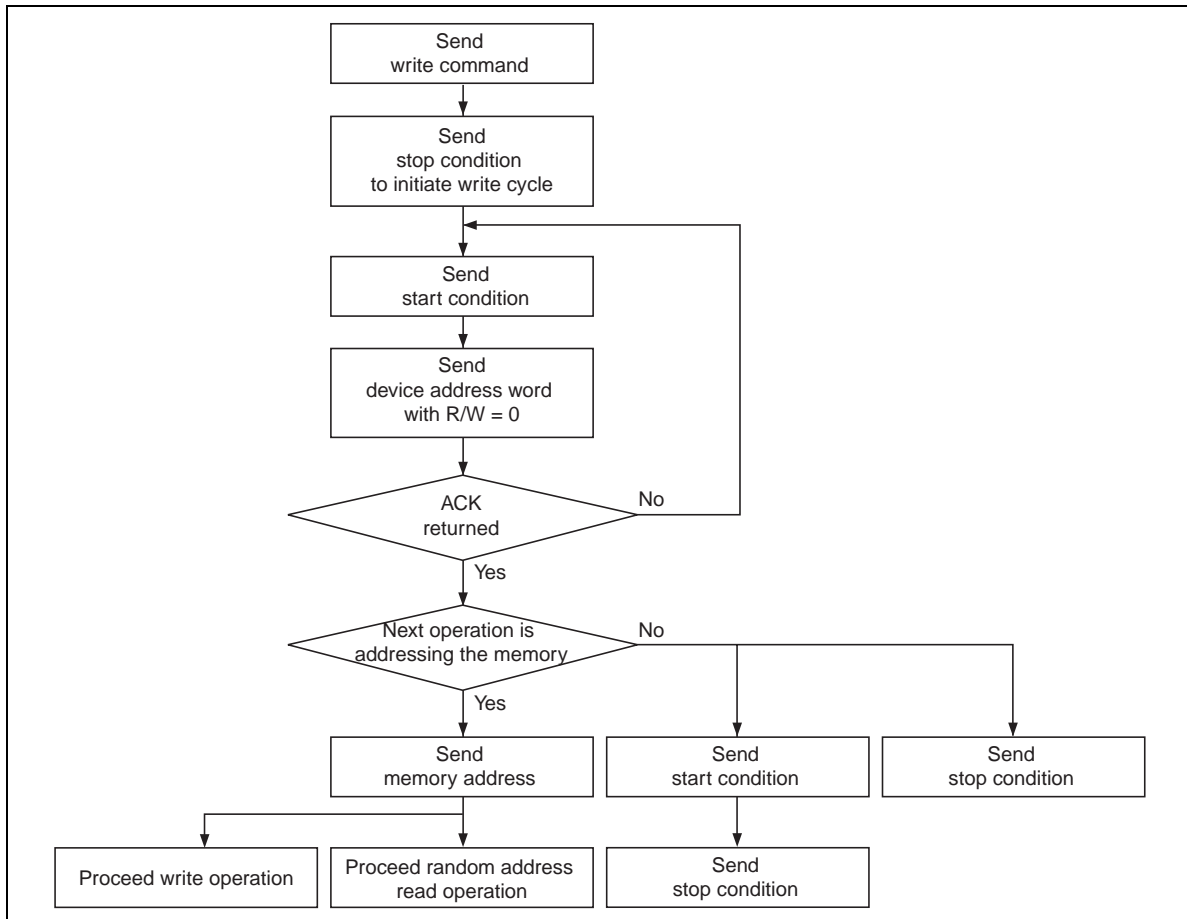 Send
write command
Send
stop condition
to initiate write cycle
Send
start condition
Send
device address word
with R/W = 0
ACK
returned
No
Yes
Next operation is
addressing the memory
No
Yes
Send
memory address
Send
start condition
Send
stop condition
Proceed write operation
Proceed random address
read operation
Send
stop condition